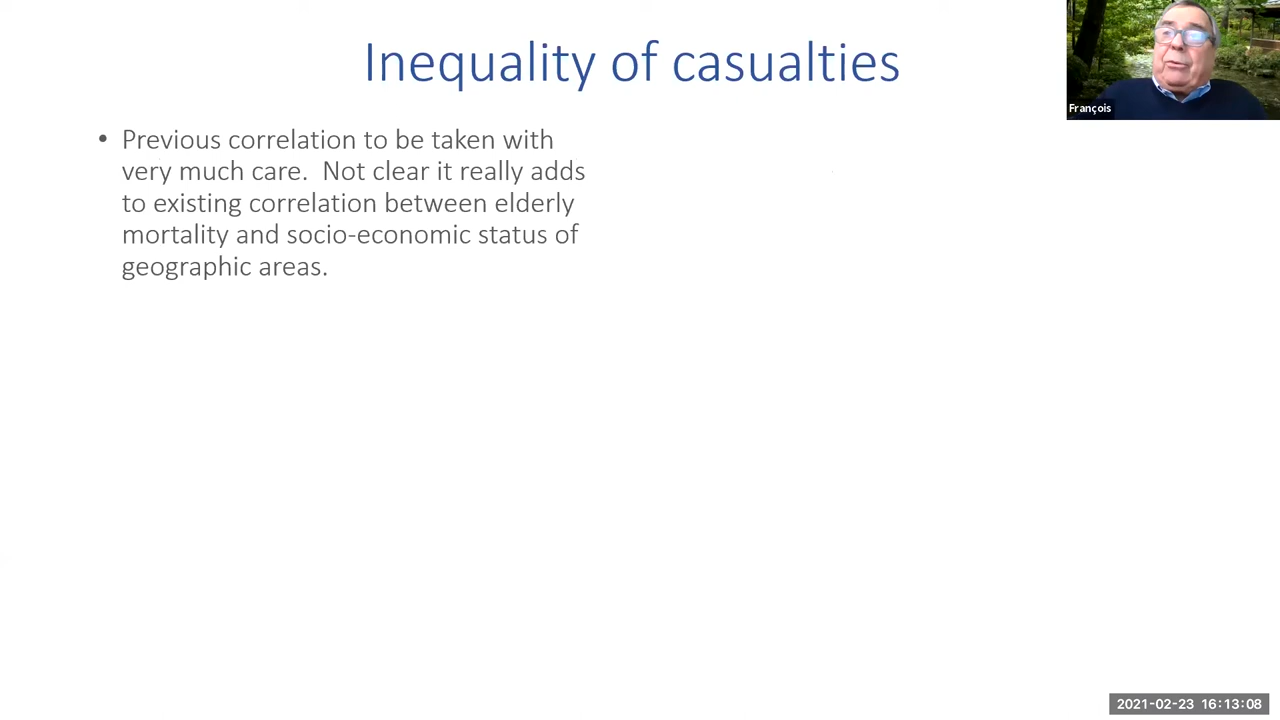 Inequality of casualties
François
• Previous correlation to be taken with
very much care.  Not clear it really adds
to existing correlation between elderly
mortality and socio-economic status of
geographic areas.
2021-02-23 16:13:08